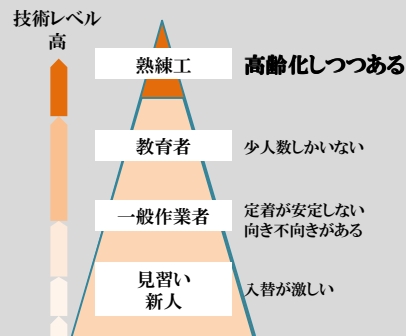 技術レベル
高
熟練工
高齢化しつつある
教育者
少人数しかいない
一般作業者
定着が安定しない
向き不向きがある
見習い
新人
入替が激しい